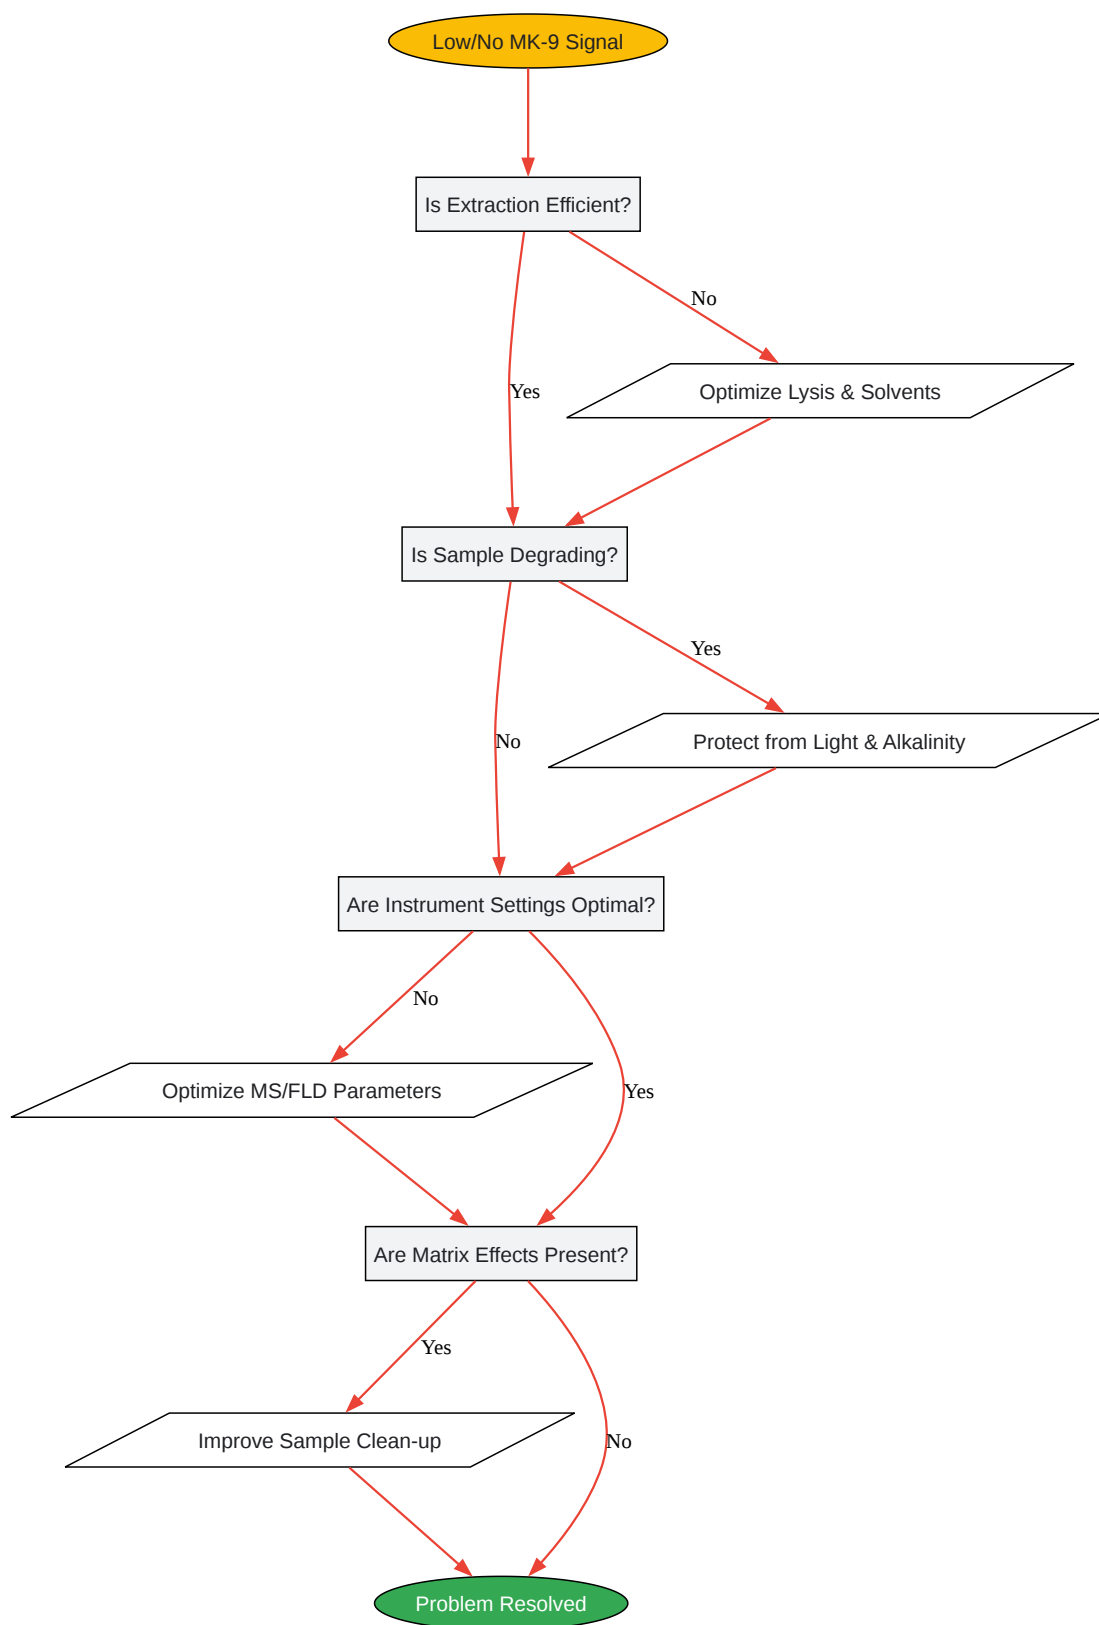 Low/No MK-9 Signal
Is Extraction Efficient?
No
Yes
Optimize Lysis & Solvents
Is Sample Degrading?
Yes
No
Protect from Light & Alkalinity
Are Instrument Settings Optimal?
No
Optimize MS/FLD Parameters
Yes
Are Matrix Effects Present?
Yes
Improve Sample Clean-up
No
Problem Resolved